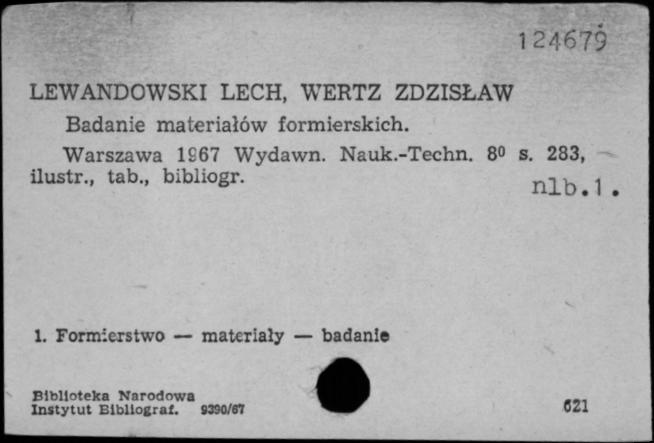 124679
LEWANDOWSKI LECH, WERTZ ZDZISŁAW
Badanie materiałów formierskich.
Warszawa 1967 Wydawn. Nauk.-Techn. 8⁰ s. 283,
ilustr., tab., bibliogr.
nlb.1.
1. Formierstwo — materiały — badanie
Biblioteka Narodowa
Instytut Bibliograf. 9390/67
621